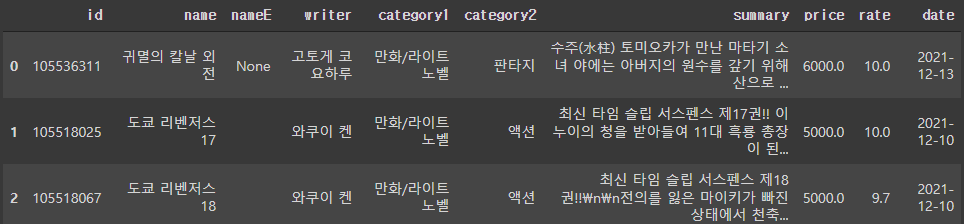 id name nameE writer category1 category2 summary price rate date
0 105536311 귀멸의 칼날 외전 None 고토게 코요하루 만화/라이트노벨 판타지 수주(水柱) 토미오카가 만난 마타기 소녀 야에는 아버지의 원수를 갚기 위해 산으로 ... 6000.0 10.0 2021-12-13
1 105518025 도쿄 리벤저스 17 와쿠이 켄 만화/라이트노벨 액션 최신 타임 슬립 서스펜스 제17권!! 이누이의 청을 받아들여 11대 흑룡 총장이 된... 5000.0 10.0 2021-12-10
2 105518067 도쿄 리벤저스 18 와쿠이 켄 만화/라이트노벨 액션 최신 타임 슬립 서스펜스 제18권!!₩n₩n전의를 잃은 마이키가 빠진 상태에서 천축... 5000.0 9.7 2021-12-10